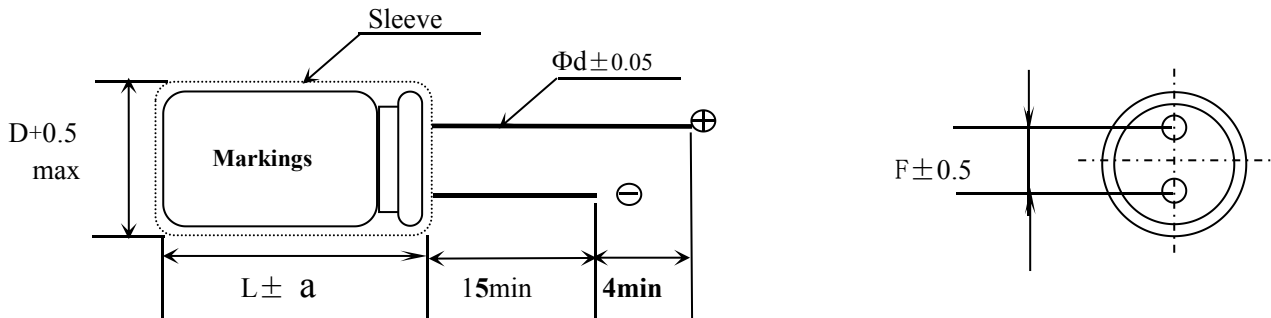 Sleeve
Φd±0.05
D+0.5
max
Markings
⊕
⊖
F±0.5
L± a
15min
4min